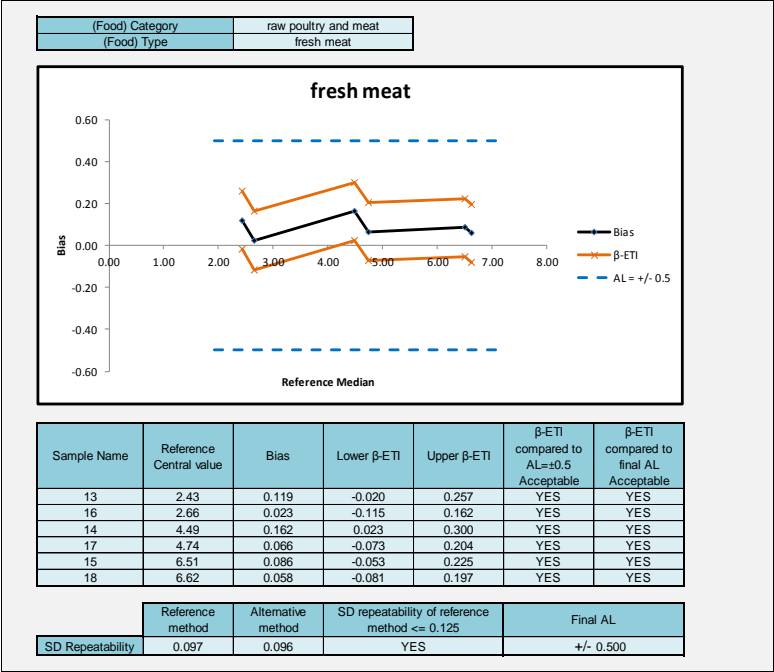 (Food) Category raw poultry and meat
(Food) Type fresh meat
fresh meat
0.60
0.40
0.20
0.00
-0.20
-0.40
-0.60
Bias
0.00 1.00 2.00 3.00 4.00 5.00 6.00 7.00 8.00
Reference Median
Bias
β-ETI
AL = +/- 0.5
Sample Name Reference Central value Bias Lower β-ETI Upper β-ETI β-ETI compared to AL=±0.5 Acceptable β-ETI compared to final AL Acceptable
13 2.43 0.119 -0.020 0.257 YES YES
16 2.66 0.023 -0.115 0.162 YES YES
14 4.49 0.162 0.023 0.300 YES YES
17 4.74 0.066 -0.073 0.204 YES YES
15 6.51 0.086 -0.053 0.225 YES YES
18 6.62 0.058 -0.081 0.197 YES YES
Reference method Alternative method SD repeatability of reference method <= 0.125 Final AL
SD Repeatability 0.097 0.096 YES +/- 0.500